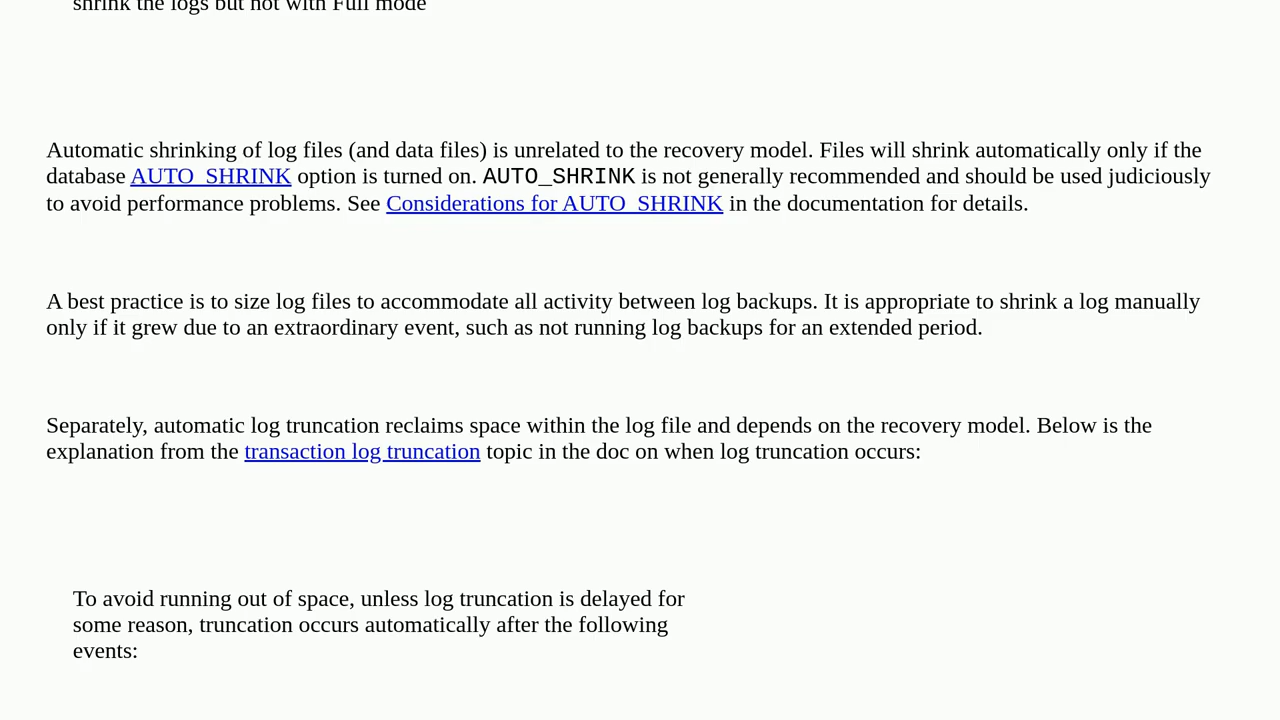 shrink the logs but not with Full mode
Automatic shrinking of log files (and data files) is unrelated to the recovery model. Files will shrink automatically only if the
database AUTO_SHRINK option is turned on. AUTO_SHRINK is not generally recommended and should be used judiciously
to avoid performance problems. See Considerations for AUTO_SHRINK in the documentation for details.
A best practice is to size log files to accommodate all activity between log backups. It is appropriate to shrink a log manually
only if it grew due to an extraordinary event, such as not running log backups for an extended period.
Separately, automatic log truncation reclaims space within the log file and depends on the recovery model. Below is the
explanation from the transaction log truncation topic in the doc on when log truncation occurs:
To avoid running out of space, unless log truncation is delayed for
some reason, truncation occurs automatically after the following
events: